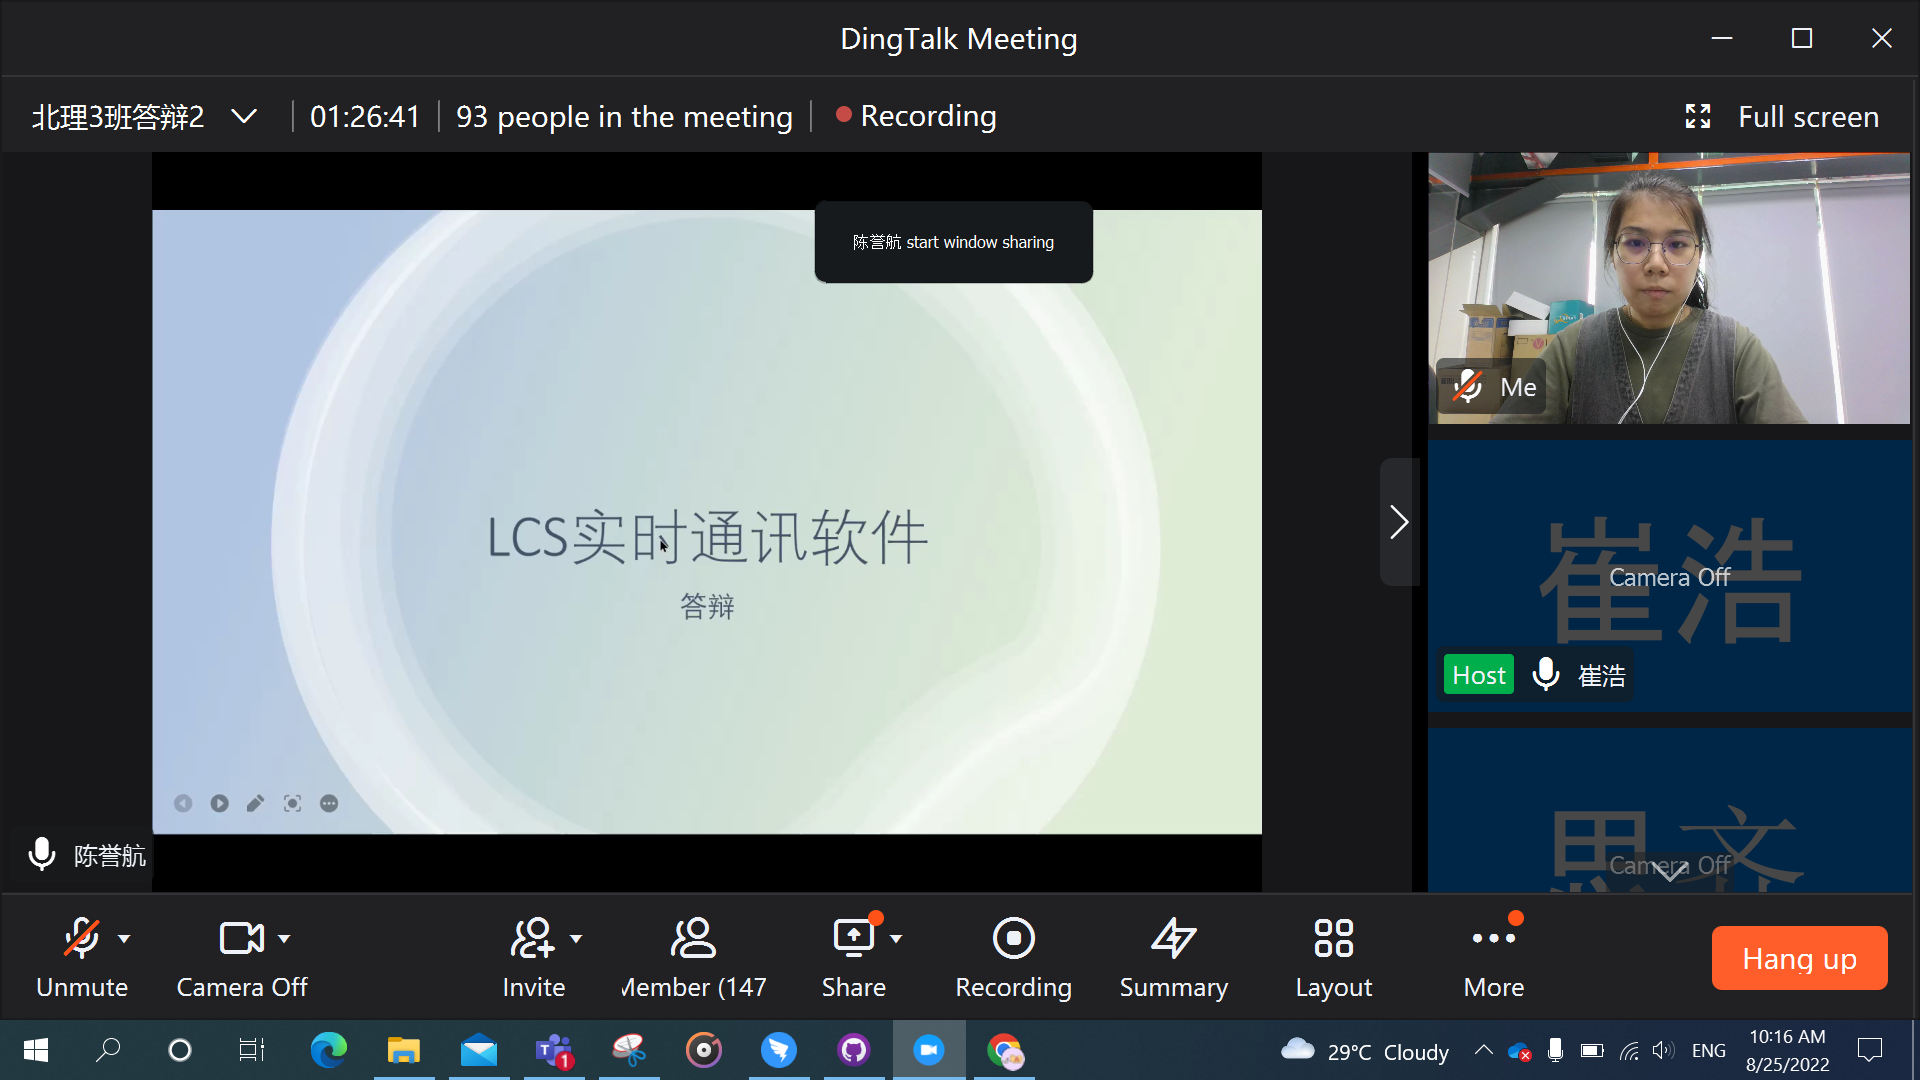 DingTalk Meeting
北理3班答辩2
01:26:41
93 people in the meeting
Recording
Full screen
陈誉航 start window sharing
LCS实时通讯软件
答辩
Me
崔浩
Camera Off
Host
崔浩
Camera Off
陈誉航
Unmute
Camera Off
Invite
Member (147
Share
Recording
Summary
Layout
More
Hang up
1
29°C Cloudy
ENG
10:16 AM
8/25/2022